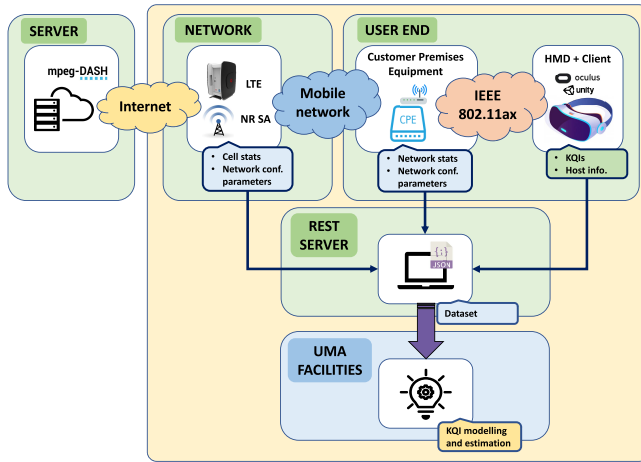 SERVER
mpeg-DASH
Internet
NETWORK
LTE
NR SA
• Cell stats
• Network conf.
parameters
Mobile
network
USER END
Customer Premises
Equipment
CPE
• Network stats
• Network conf.
parameters
IEEE
802.11ax
HMD + Client
oculus
unity
• KQIs
• Host info.
REST
SERVER
{;}
JSON
Dataset
UMA
FACILITIES
KQI modelling
and estimation